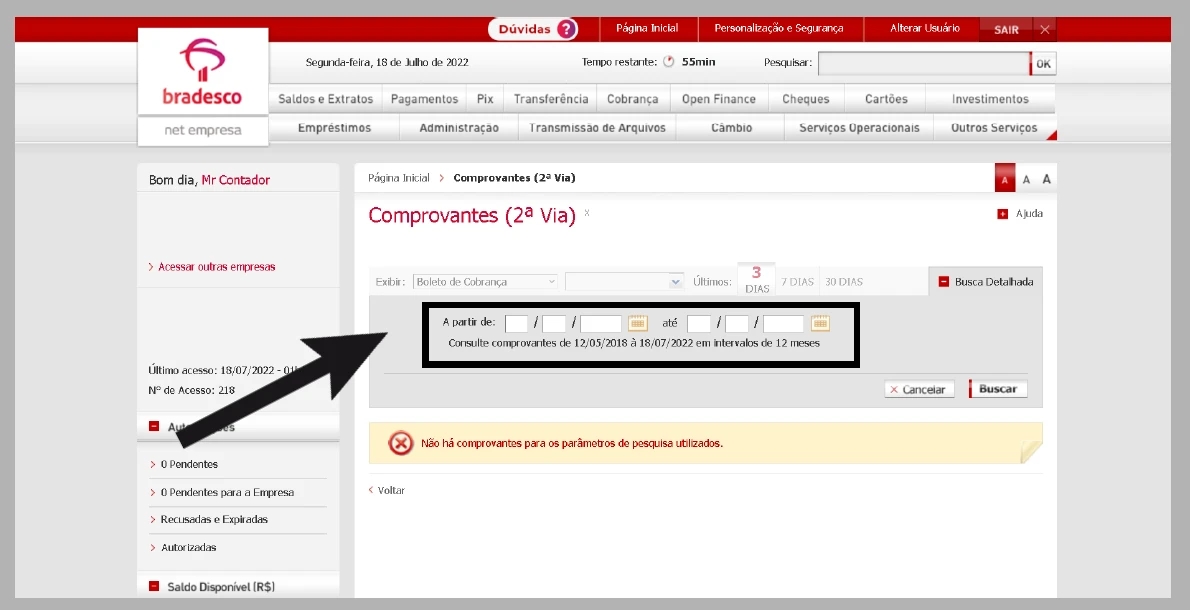 Dúvidas ?
Página Inicial
Personalização e Segurança
Alterar Usuário
SAIR X
Segunda-feira, 18 de Julho de 2022
Tempo restante: 55min
Pesquisar: OK
bradesco
net empresa
Saldos e Extratos Pagamentos Pix Transferência Cobrança Open Finance Cheques Cartões Investimentos
Empréstimos Administração Transmissão de Arquivos Câmbio Serviços Operacionais Outros Serviços
Bom dia, Mr Contador
> Acessar outras empresas
Último acesso: 18/07/2022 -
Nº de Acesso: 218
> 0 Pendentes
> 0 Pendentes para a Empresa
> Recusadas e Expiradas
> Autorizadas
Saldo Disponível (R$)
Página Inicial > Comprovantes (2ª Via)
A A A
Comprovantes (2ª Via) x
+ Ajuda
Exibir: Boleto de Cobrança Últimos: 3 DIAS 7 DIAS 30 DIAS
Busca Detalhada
A partir de: / / até / /
Consulte comprovantes de 12/05/2018 à 18/07/2022 em intervalos de 12 meses
X Cancelar
Buscar
Não há comprovantes para os parâmetros de pesquisa utilizados.
< Voltar